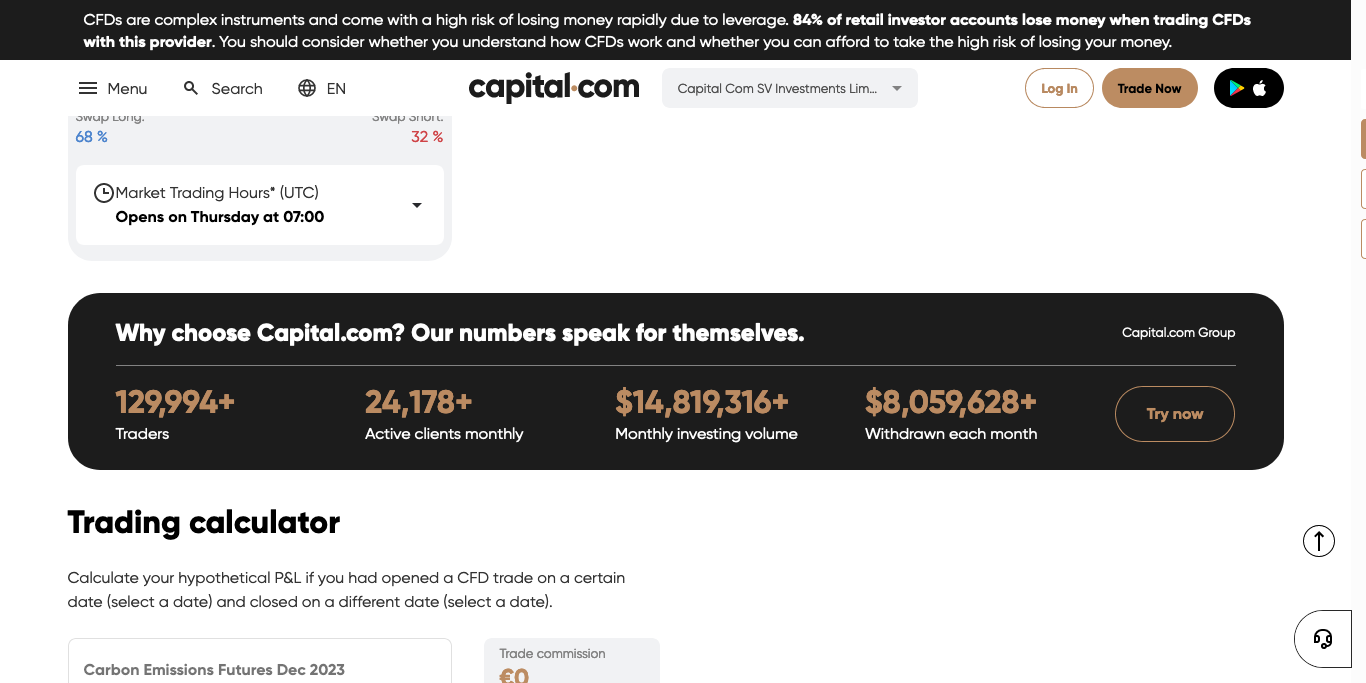 CFDs are complex instruments and come with a high risk of losing money rapidly due to leverage. 84% of retail investor accounts lose money when trading CFDs
with this provider. You should consider whether you understand how CFDs work and whether you can afford to take the high risk of losing your money.
Menu Search EN capital.com Capital Com SV Investments Lim... Log In Trade Now
Swap Long: Swap Short:
68 % 32 %
Market Trading Hours* (UTC)
Opens on Thursday at 07:00
Why choose Capital.com? Our numbers speak for themselves. Capital.com Group
129,994+ 24,178+ $14,819,316+ $8,059,628+ Try now
Traders Active clients monthly Monthly investing volume Withdrawn each month
Trading calculator
Calculate your hypothetical P&L if you had opened a CFD trade on a certain
date (select a date) and closed on a different date (select a date).
Trade commission
Carbon Emissions Futures Dec 2023 €0